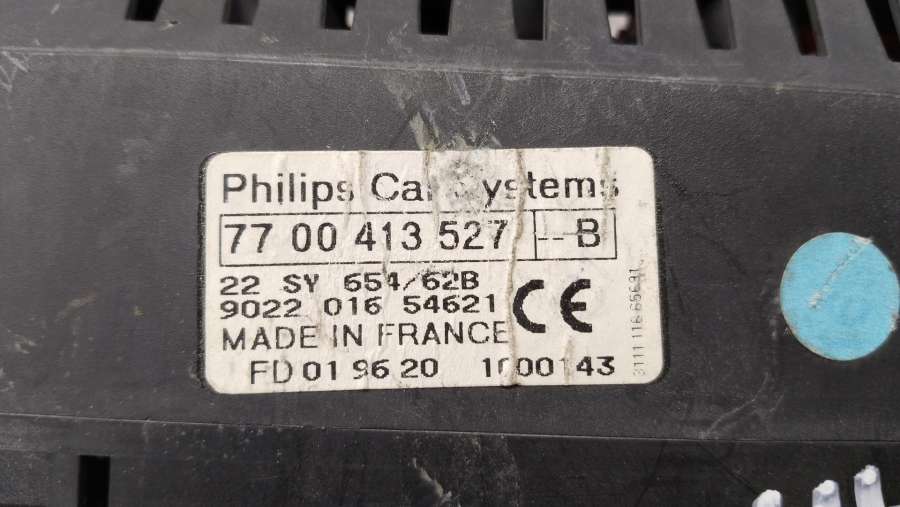 Philips Car Systems
77 00 413 527 -- B
22 SY 654/62B
9022 016 54621
CE
MADE IN FRANCE
FD 01 96 20 1000143